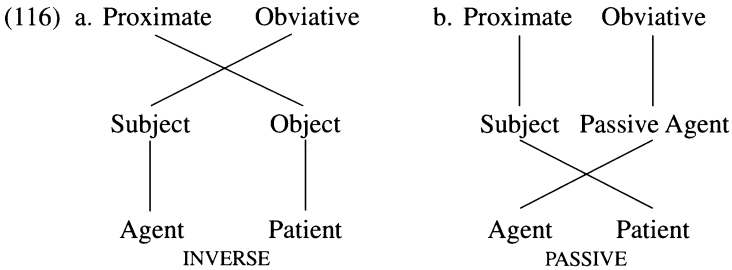 (116) a. Proximate Obviative b. Proximate Obviative
Subject Object Subject Passive Agent
Agent Patient Agent Patient
INVERSE PASSIVE